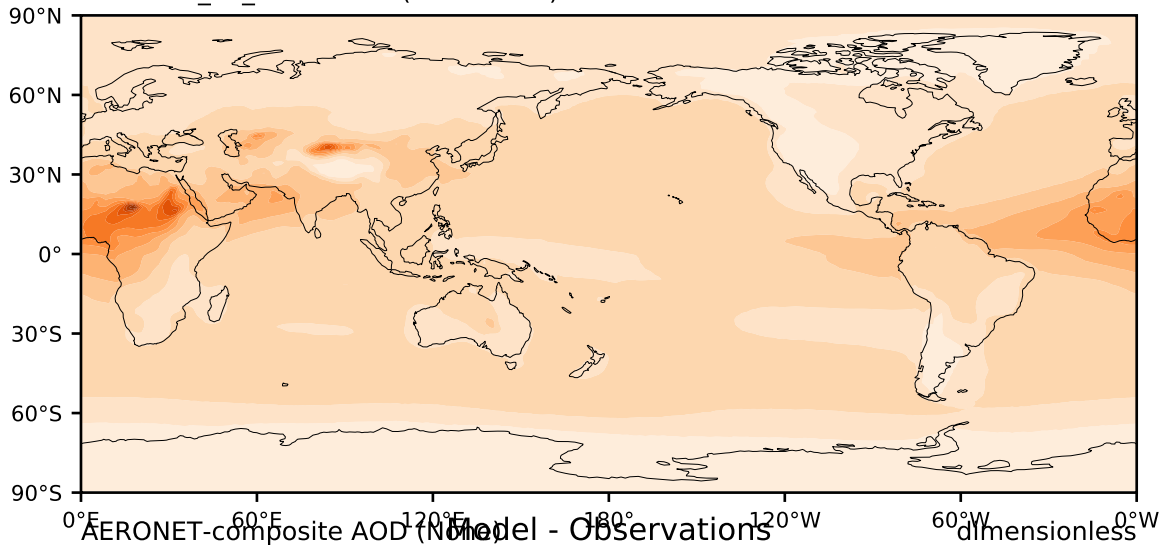 90°N
60°N
30°N
0°
30°S
60°S
90°S
0°E 60°E 120°E 180° 120°W 60°W 0°W
AERONET-composite AOD (None) Model - Observations dimensionless